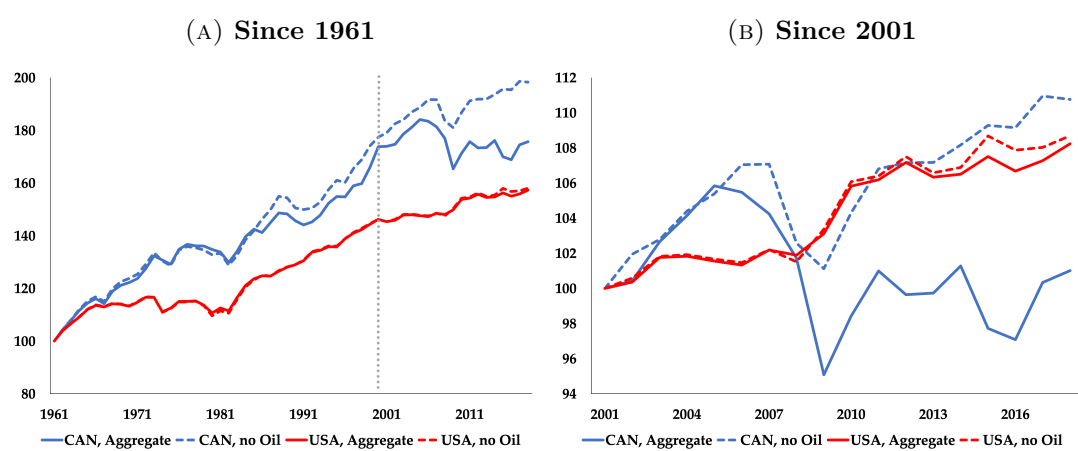 (A) Since 1961
200
180
160
140
120
100
80
1961 1971 1981 1991 2001 2011
CAN, Aggregate CAN, no Oil USA, Aggregate USA, no Oil
(B) Since 2001
112
110
108
106
104
102
100
98
96
94
2001 2004 2007 2010 2013 2016
CAN, Aggregate CAN, no Oil USA, Aggregate USA, no Oil